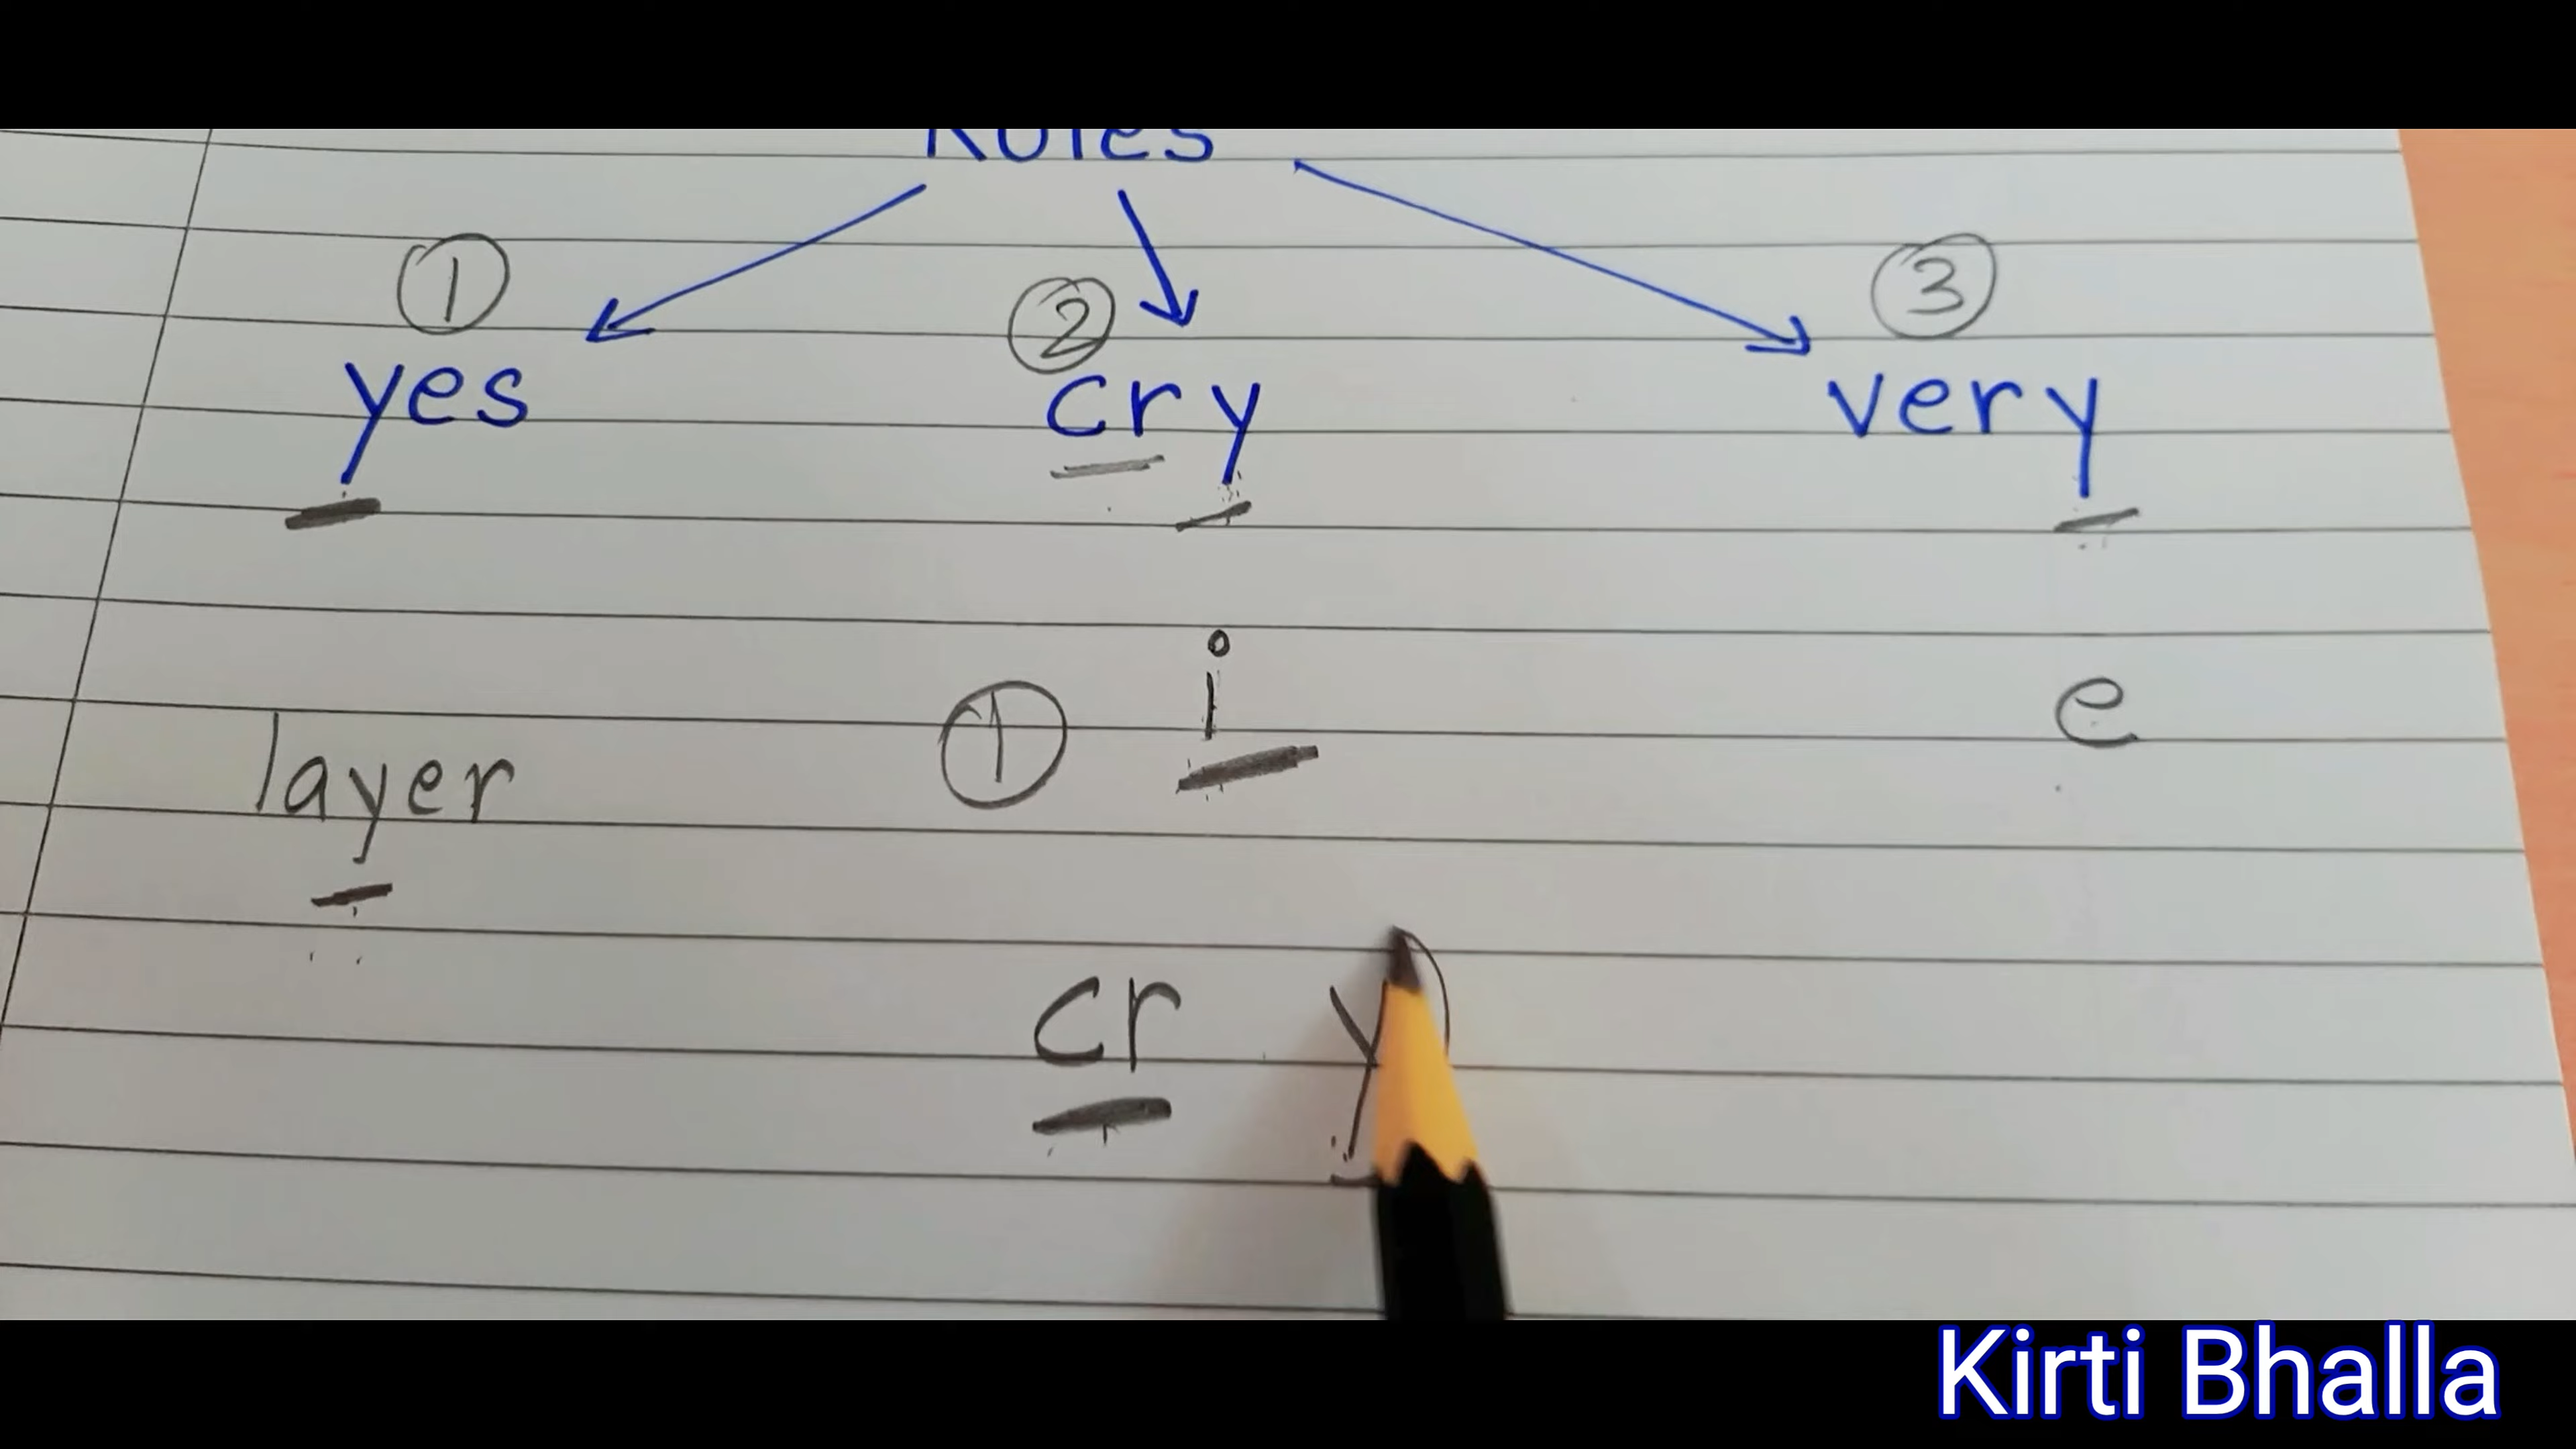 Rules
① ② ③
yes cry very
① i e
layer
cr y
Kirti Bhalla